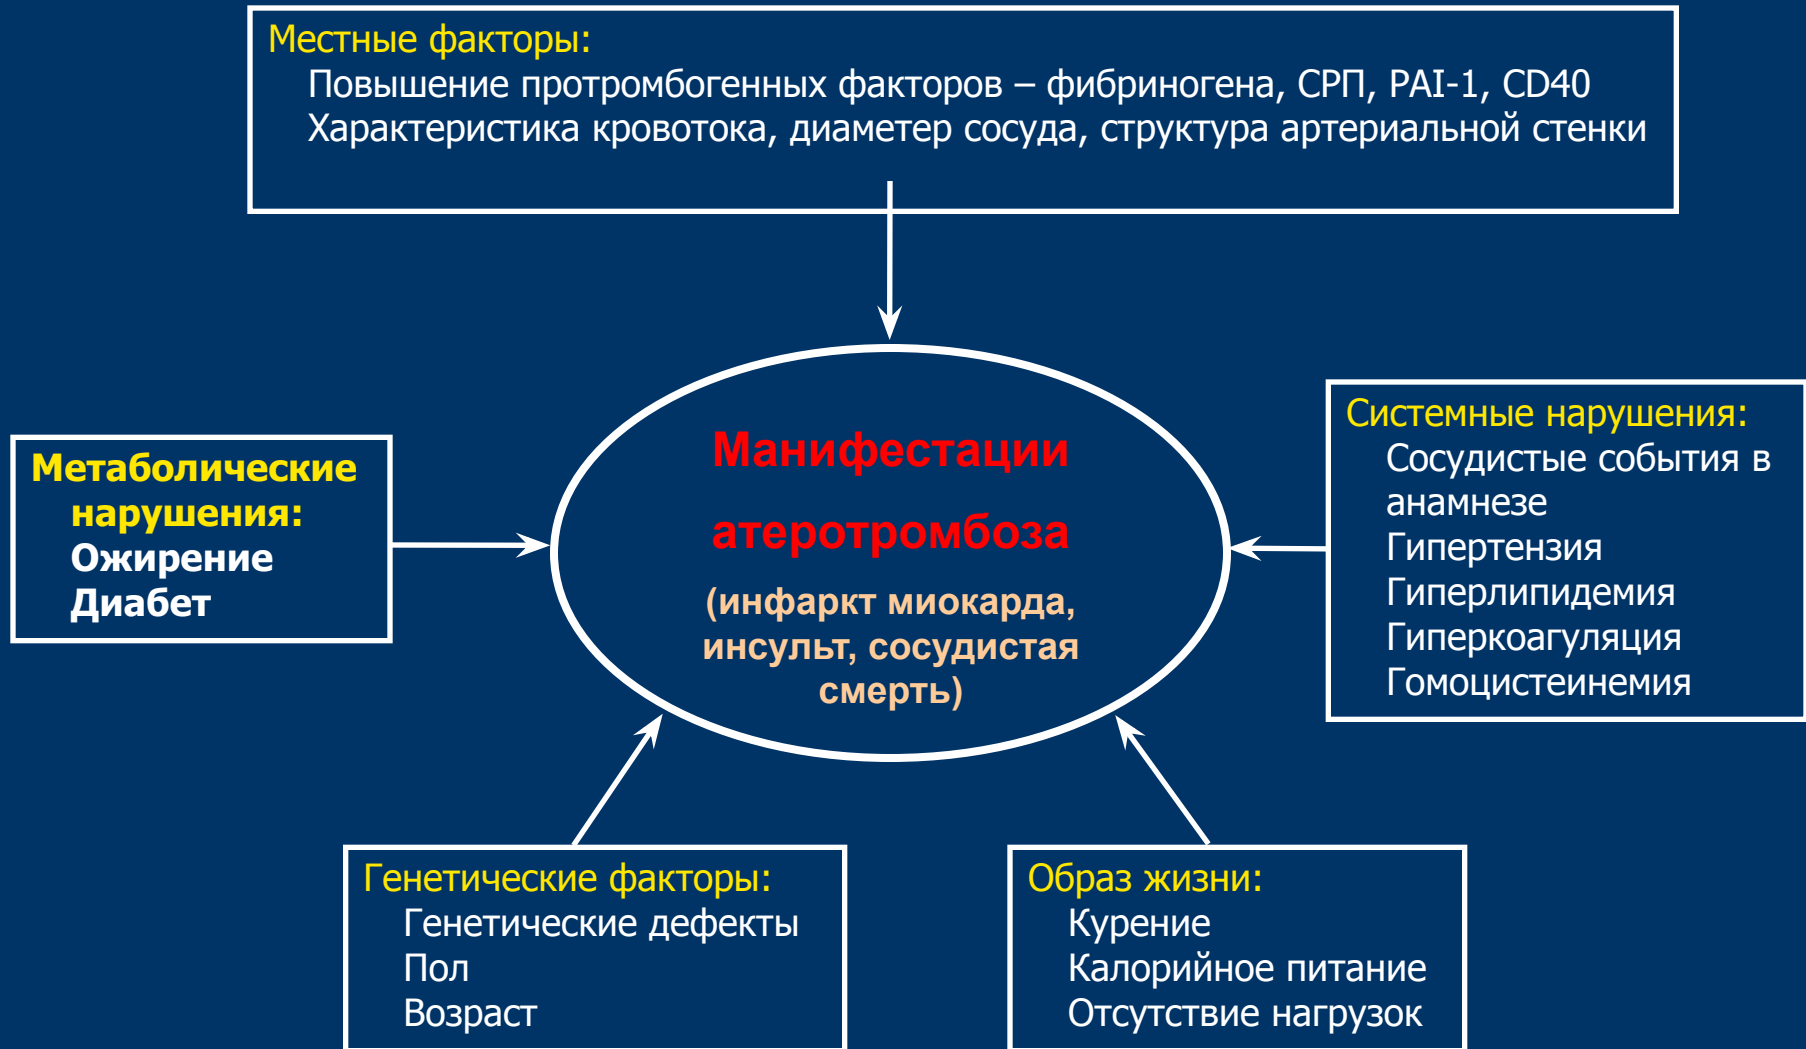 Местные факторы:
Повышение протромбогенных факторов – фибриногена, СРП, PAI-1, CD40
Характеристика кровотока, диаметр сосуда, структура артериальной стенки
Метаболические
нарушения:
Ожирение
Диабет
Манифестации
атеротромбоза
(инфаркт миокарда,
инсульт, сосудистая
смерть)
Системные нарушения:
Сосудистые события в
анамнезе
Гипертензия
Гиперлипидемия
Гиперкоагуляция
Гомоцистеинемия
Генетические факторы:
Генетические дефекты
Пол
Возраст
Образ жизни:
Курение
Калорийное питание
Отсутствие нагрузок